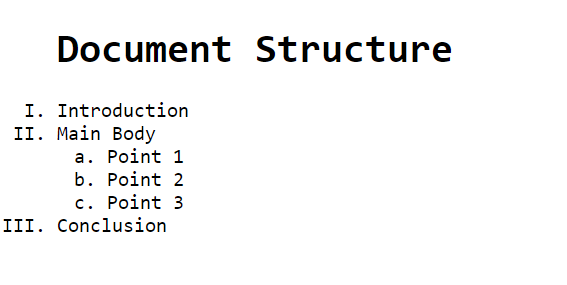 Document Structure
I. Introduction
II. Main Body
a. Point 1
b. Point 2
c. Point 3
III. Conclusion